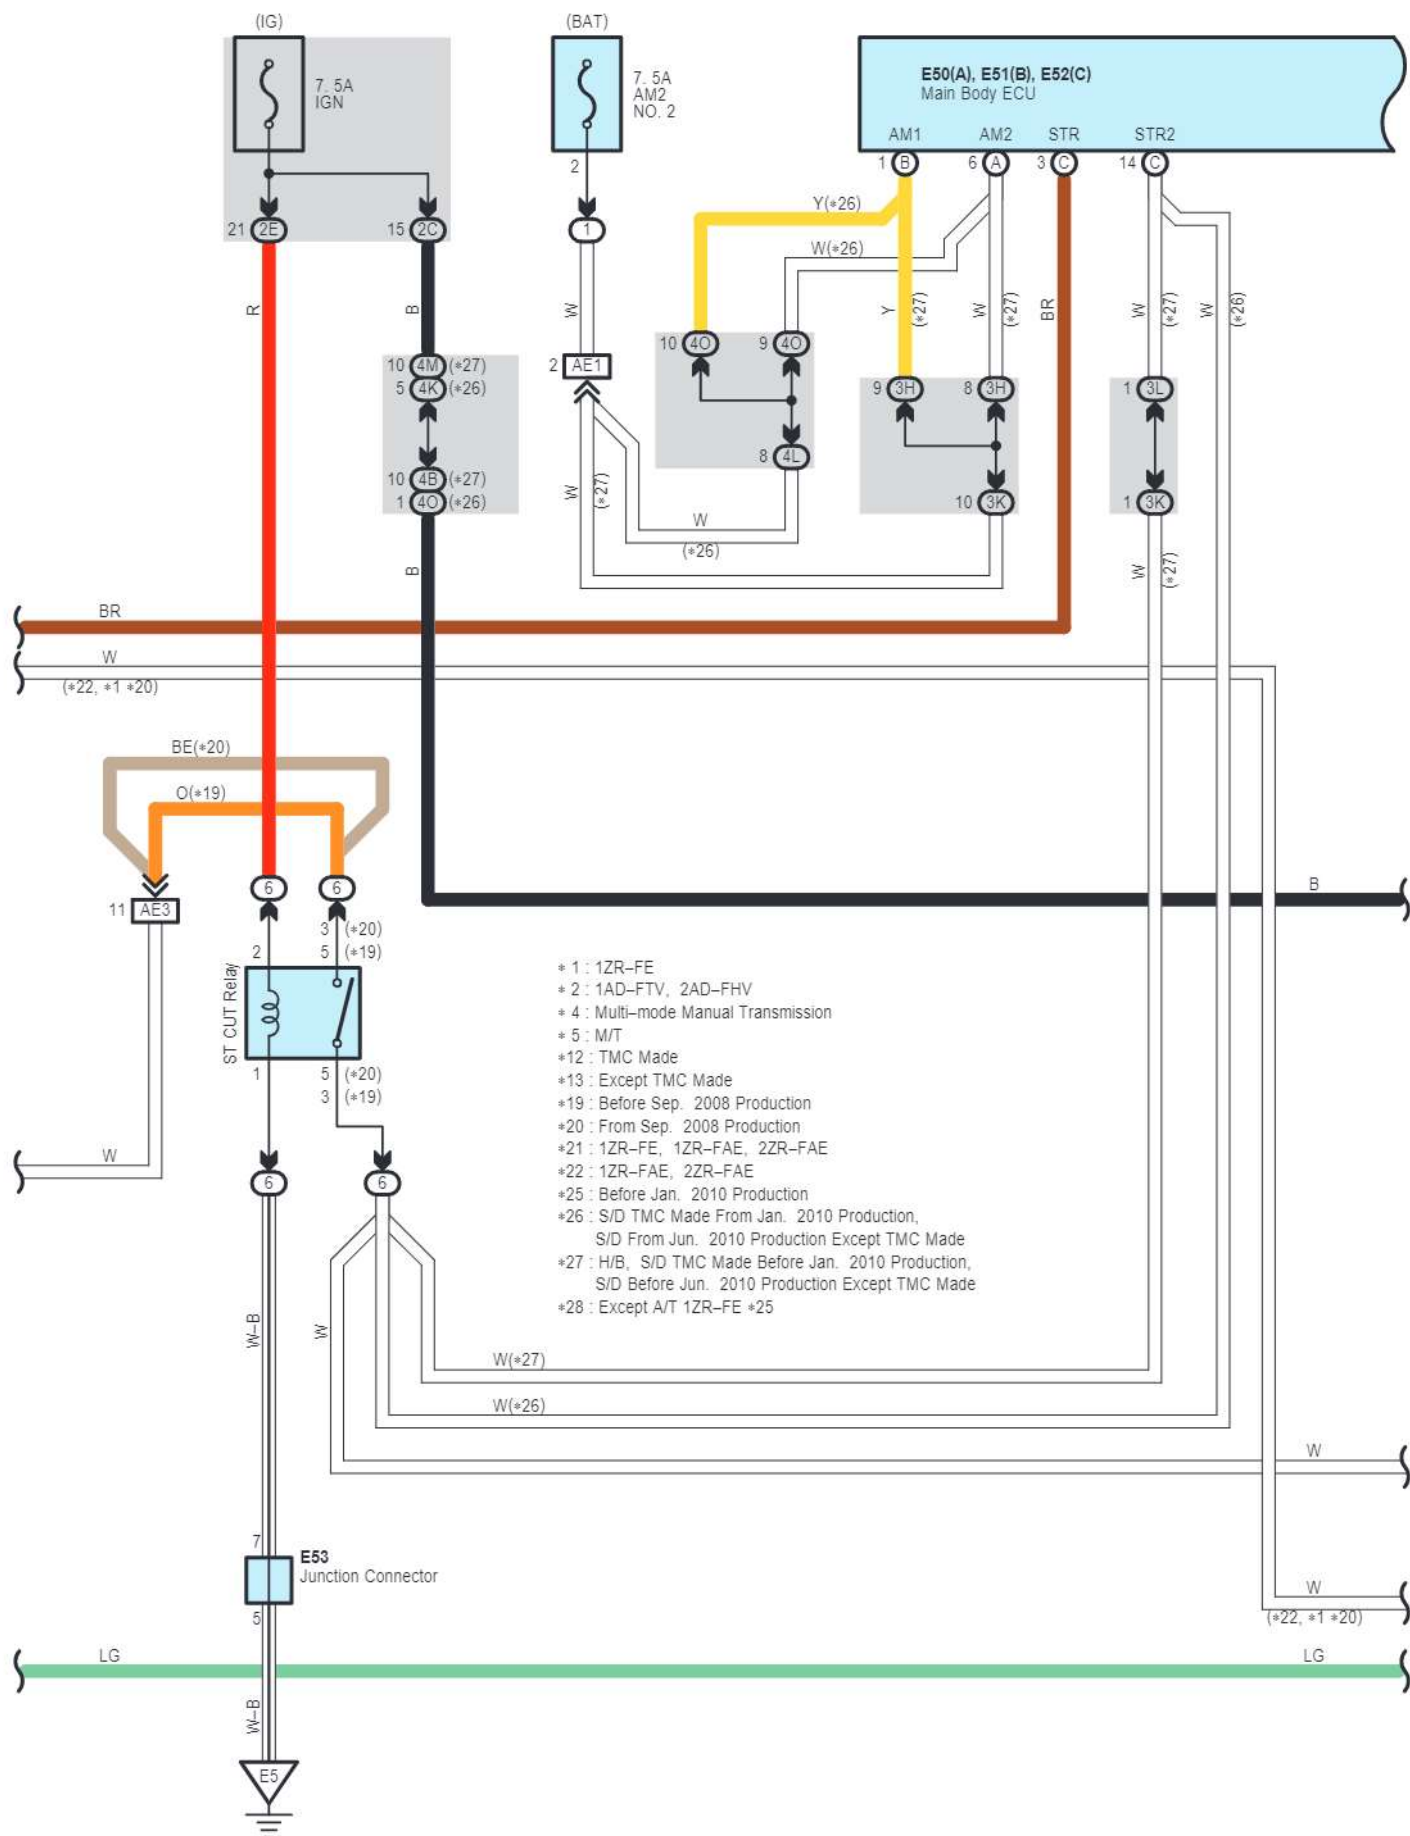 (IG)
(BAT)
7. 5A
IGN
7. 5A
AM2
NO. 2
E50(A), E51(B), E52(C)
Main Body ECU
AM1
AM2
STR
STR2
2
1 B
6 A
3 C
14 C
21 2E
15 2C
1
Y(*26)
W(*26)
R
B
W
Y
(*27)
W
(*27)
BR
W
(*27)
W
(*26)
10 4M (*27)
5 4K (*26)
2 AE1
10 4O
9 4O
9 3H
8 3H
1 3L
8 4L
10 4B (*27)
1 4O (*26)
W
(*27)
10 3K
1 3K
W
(*26)
B
W
(*27)
BR
W
(*22, *1 *20)
BE(*20)
O(*19)
6
6
B
11 AE3
3 (*20)
2
5 (*19)
ST CUT Relay
* 1 : 1ZR–FE
* 2 : 1AD–FTV, 2AD–FHV
* 4 : Multi–mode Manual Transmission
* 5 : M/T
*12 : TMC Made
*13 : Except TMC Made
*19 : Before Sep. 2008 Production
*20 : From Sep. 2008 Production
*21 : 1ZR–FE, 1ZR–FAE, 2ZR–FAE
*22 : 1ZR–FAE, 2ZR–FAE
*25 : Before Jan. 2010 Production
*26 : S/D TMC Made From Jan. 2010 Production,
S/D From Jun. 2010 Production Except TMC Made
*27 : H/B, S/D TMC Made Before Jan. 2010 Production,
S/D Before Jun. 2010 Production Except TMC Made
*28 : Except A/T 1ZR–FE *25
1
5 (*20)
3 (*19)
W
6
6
W–B
W
W(*27)
W(*26)
W
7
E53
Junction Connector
5
W
(*22, *1 *20)
LG
LG
W–B
E5